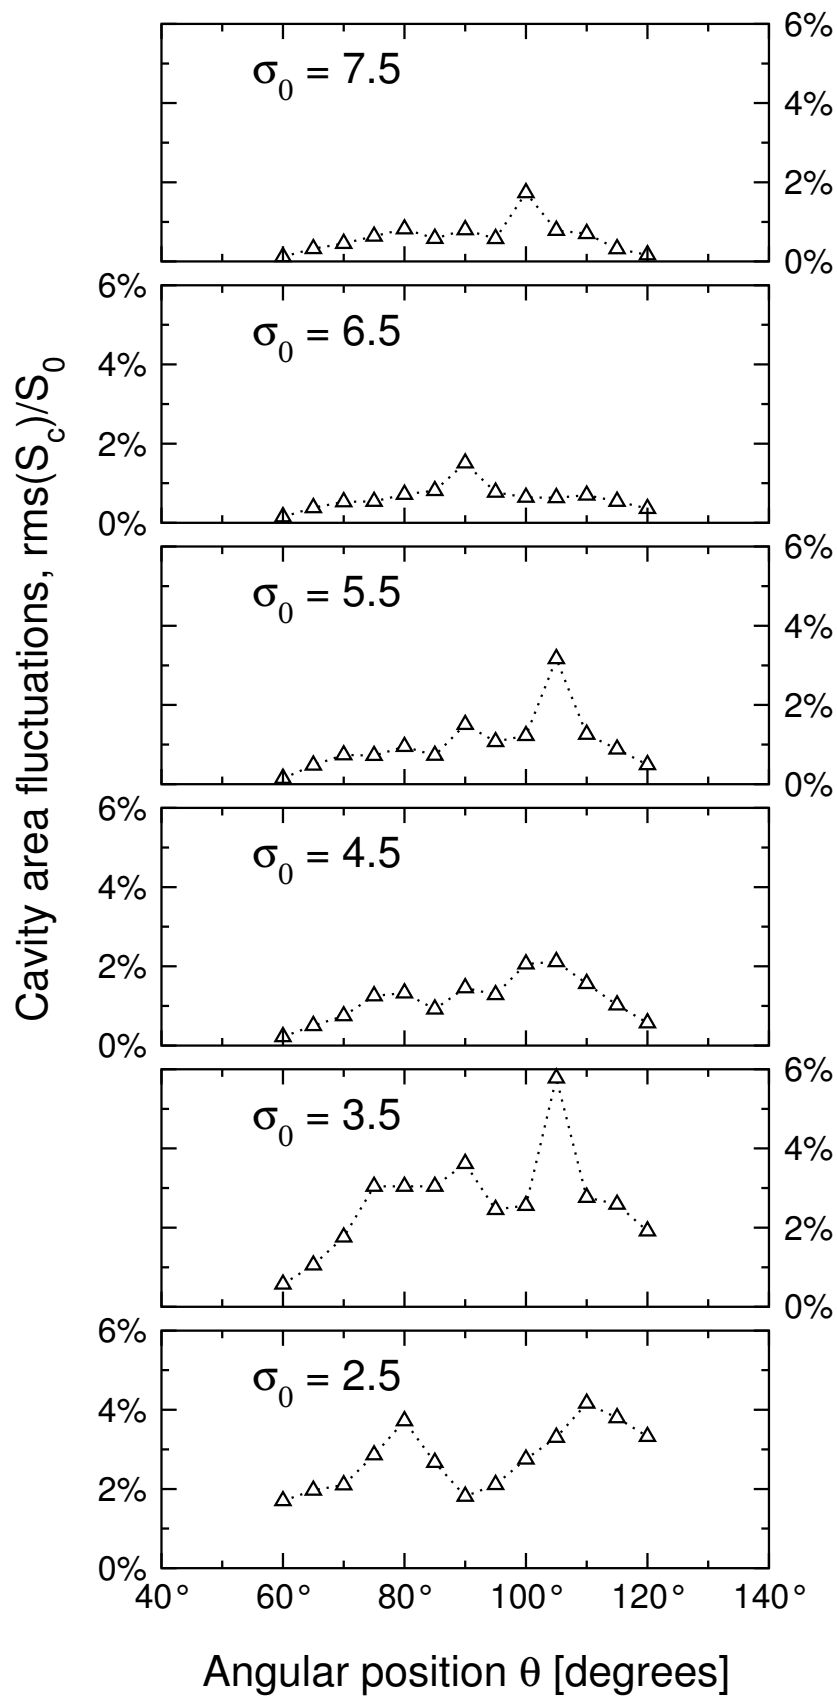 6%
σ0 = 7.5
4%
2%
0%
6%
σ0 = 6.5
4%
2%
0%
6%
σ0 = 5.5
4%
2%
0%
6%
σ0 = 4.5
4%
2%
0%
6%
σ0 = 3.5
4%
2%
0%
6%
σ0 = 2.5
4%
2%
0%
40° 60° 80° 100° 120° 140°
Angular position θ [degrees]
Cavity area fluctuations, rms(Sc)/S0